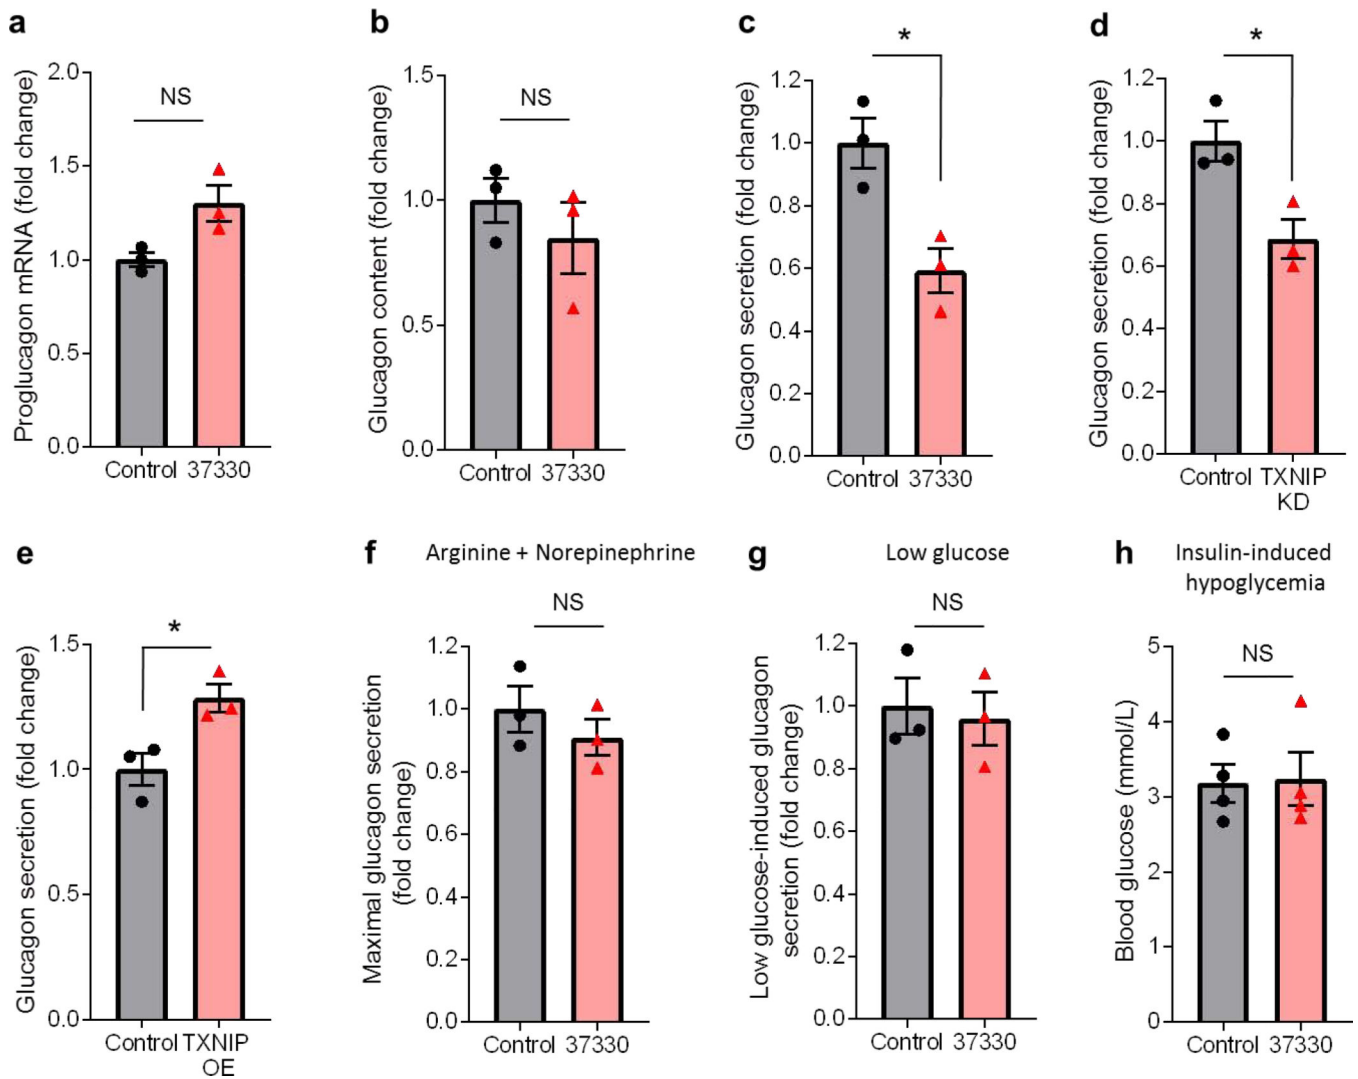 a
Proglucagon mRNA (fold change)
2.0
1.5
1.0
0.5
0.0
NS
Control 37330
b
Glucagon content (fold change)
1.5
1.0
0.5
0.0
NS
Control 37330
c
Glucagon secretion (fold change)
1.2
1.0
0.8
0.6
0.4
0.2
0.0
*
Control 37330
d
Glucagon secretion (fold change)
1.2
1.0
0.8
0.6
0.4
0.2
0.0
*
Control TXNIP
KD
e
Glucagon secretion (fold change)
1.5
1.0
0.5
0.0
*
Control TXNIP
OE
f
Arginine + Norepinephrine
Maximal glucagon secretion
(fold change)
1.2
1.0
0.8
0.6
0.4
0.2
0.0
NS
Control 37330
g
Low glucose
Low glucose-induced glucagon
secretion (fold change)
1.2
1.0
0.8
0.6
0.4
0.2
0.0
NS
Control 37330
h
Insulin-induced
hypoglycemia
Blood glucose (mmol/L)
5
4
3
2
1
0
NS
Control 37330